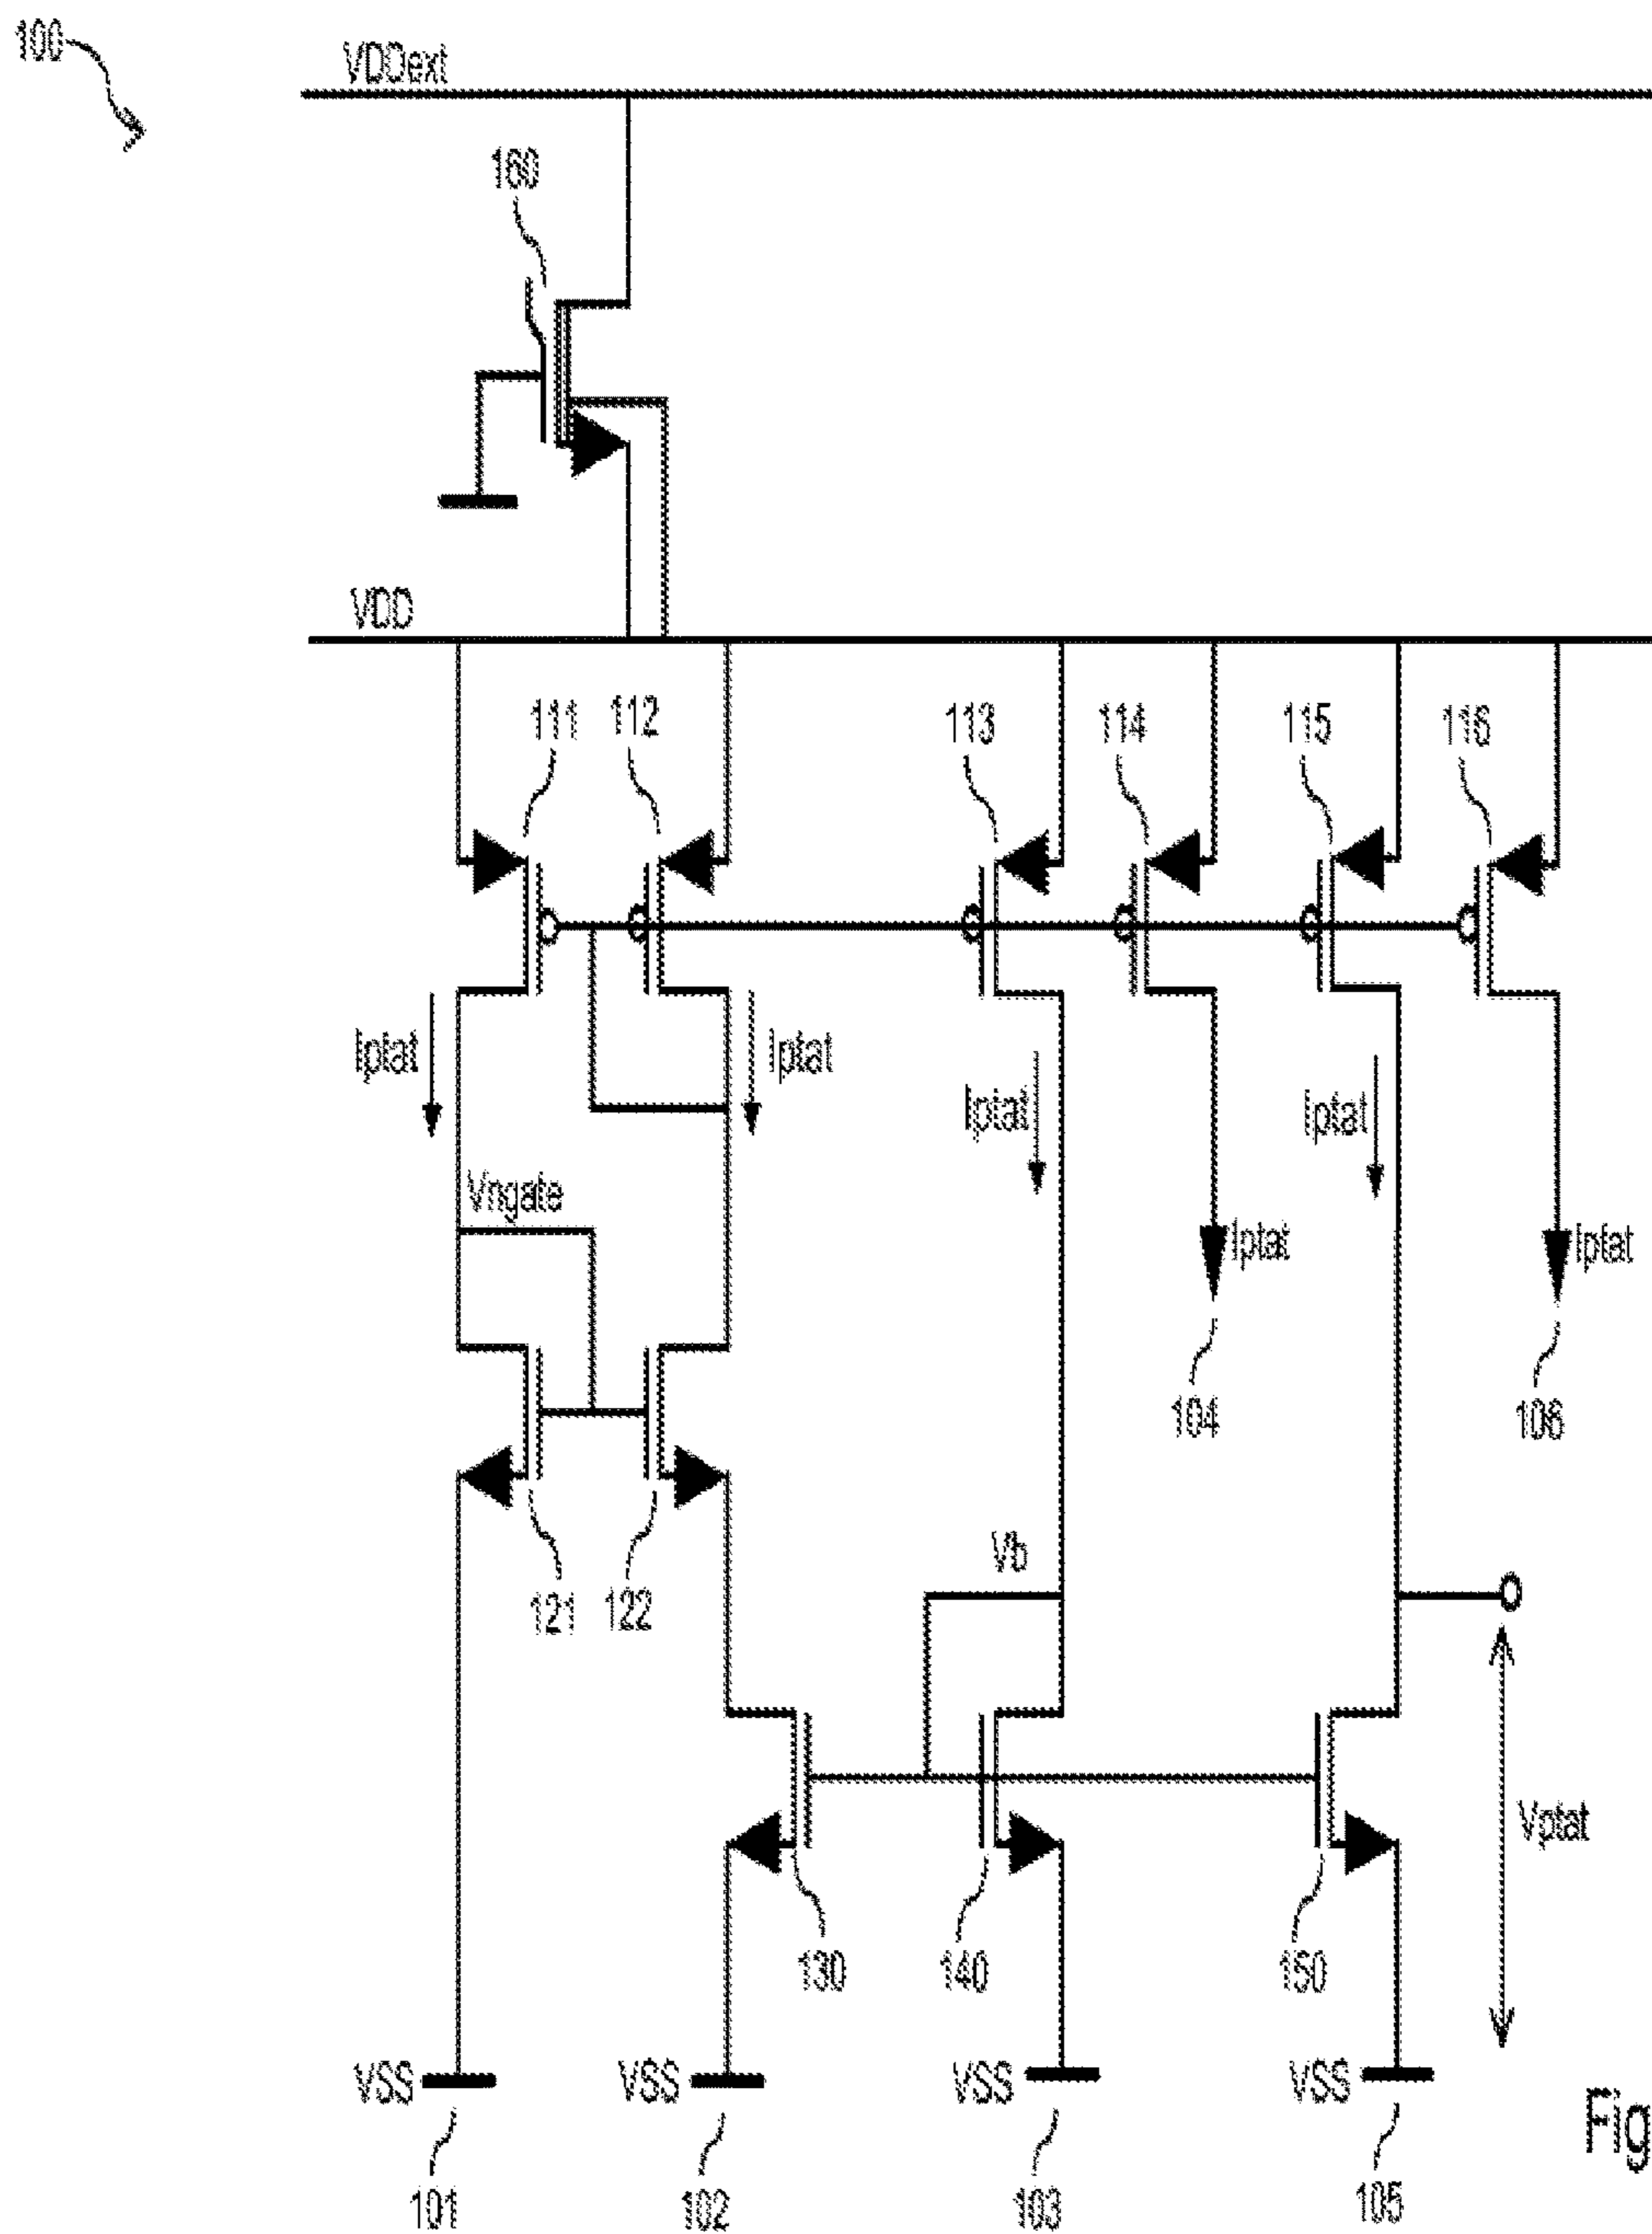 100
VDDext
160
VDD
111 112 113 114 115 116
Iptat Iptat Iptat Iptat
Vngate Iptat Iptat
104 106
Vb
121 122
Vptat
130 140 150
VSS VSS VSS VSS
Fig
101 102 103 105